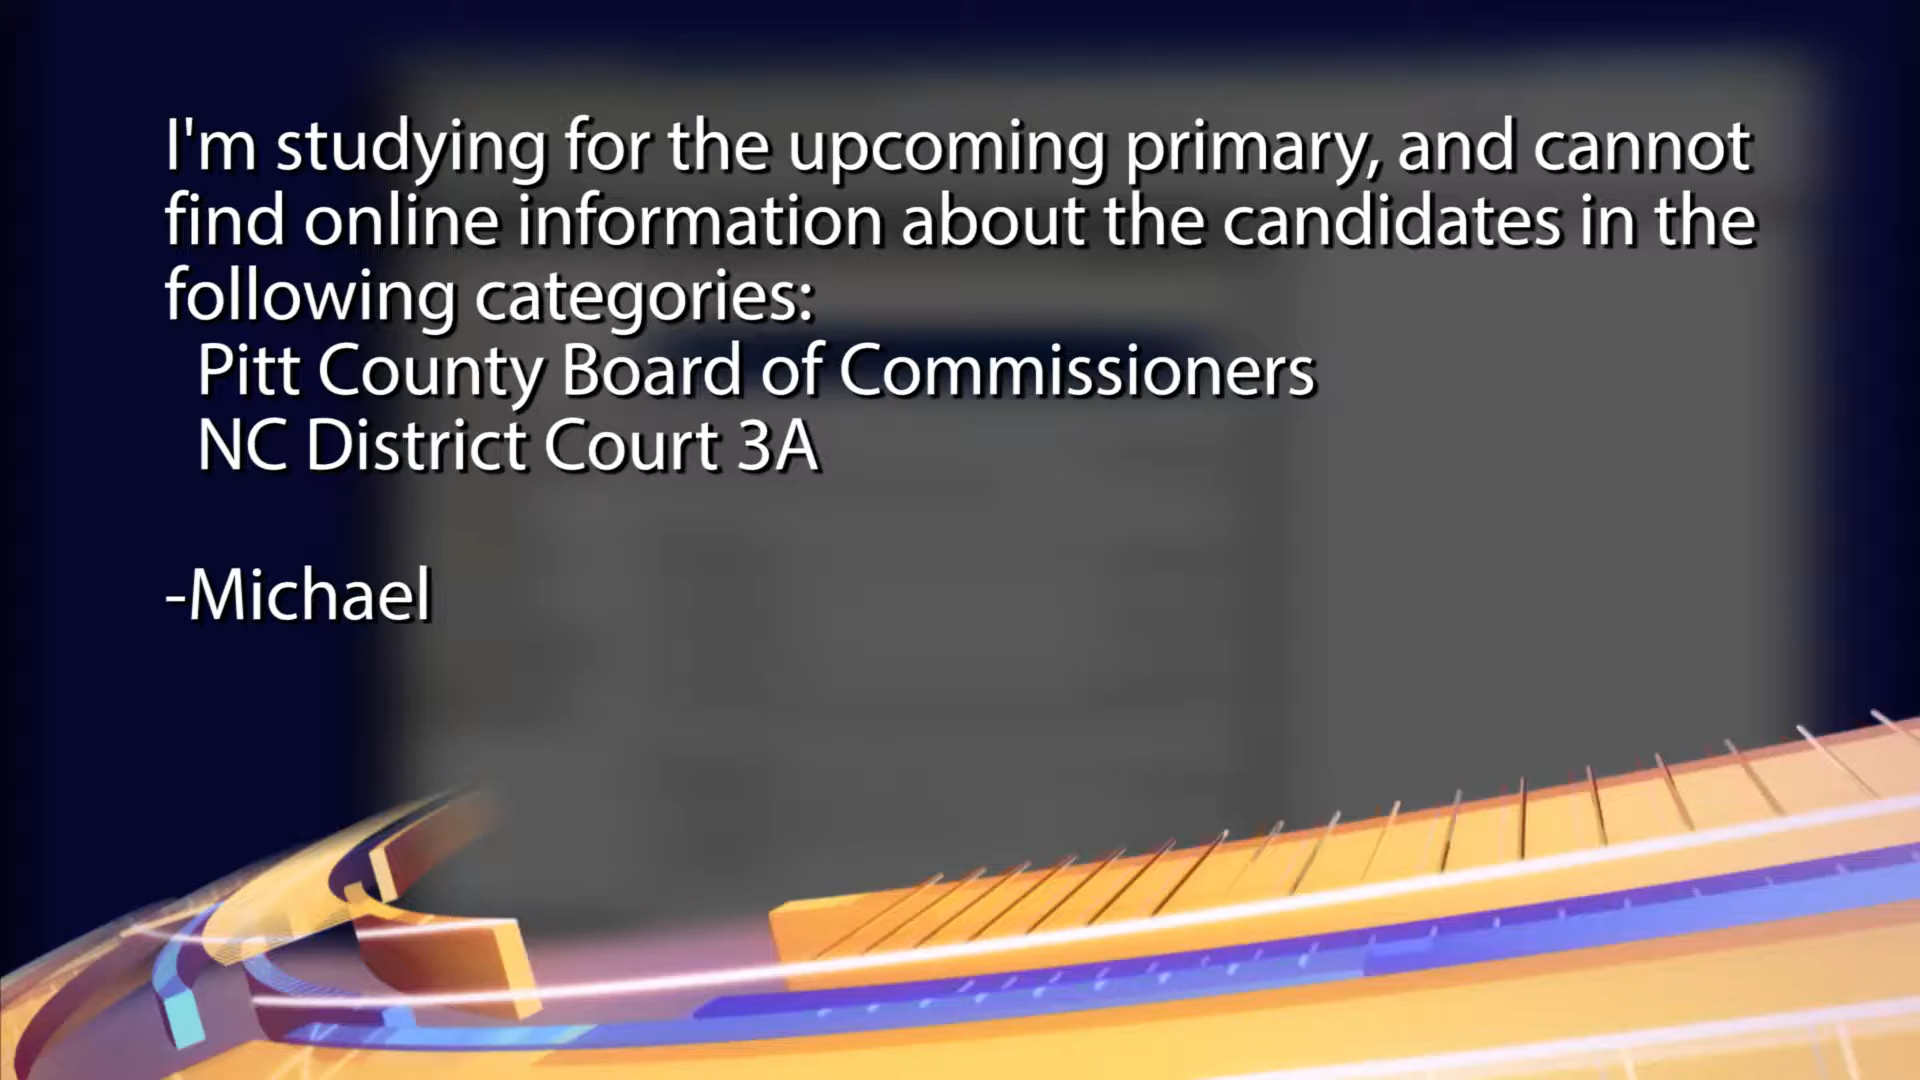 I'm studying for the upcoming primary, and cannot
find online information about the candidates in the
following categories:
Pitt County Board of Commissioners
NC District Court 3A
-Michael